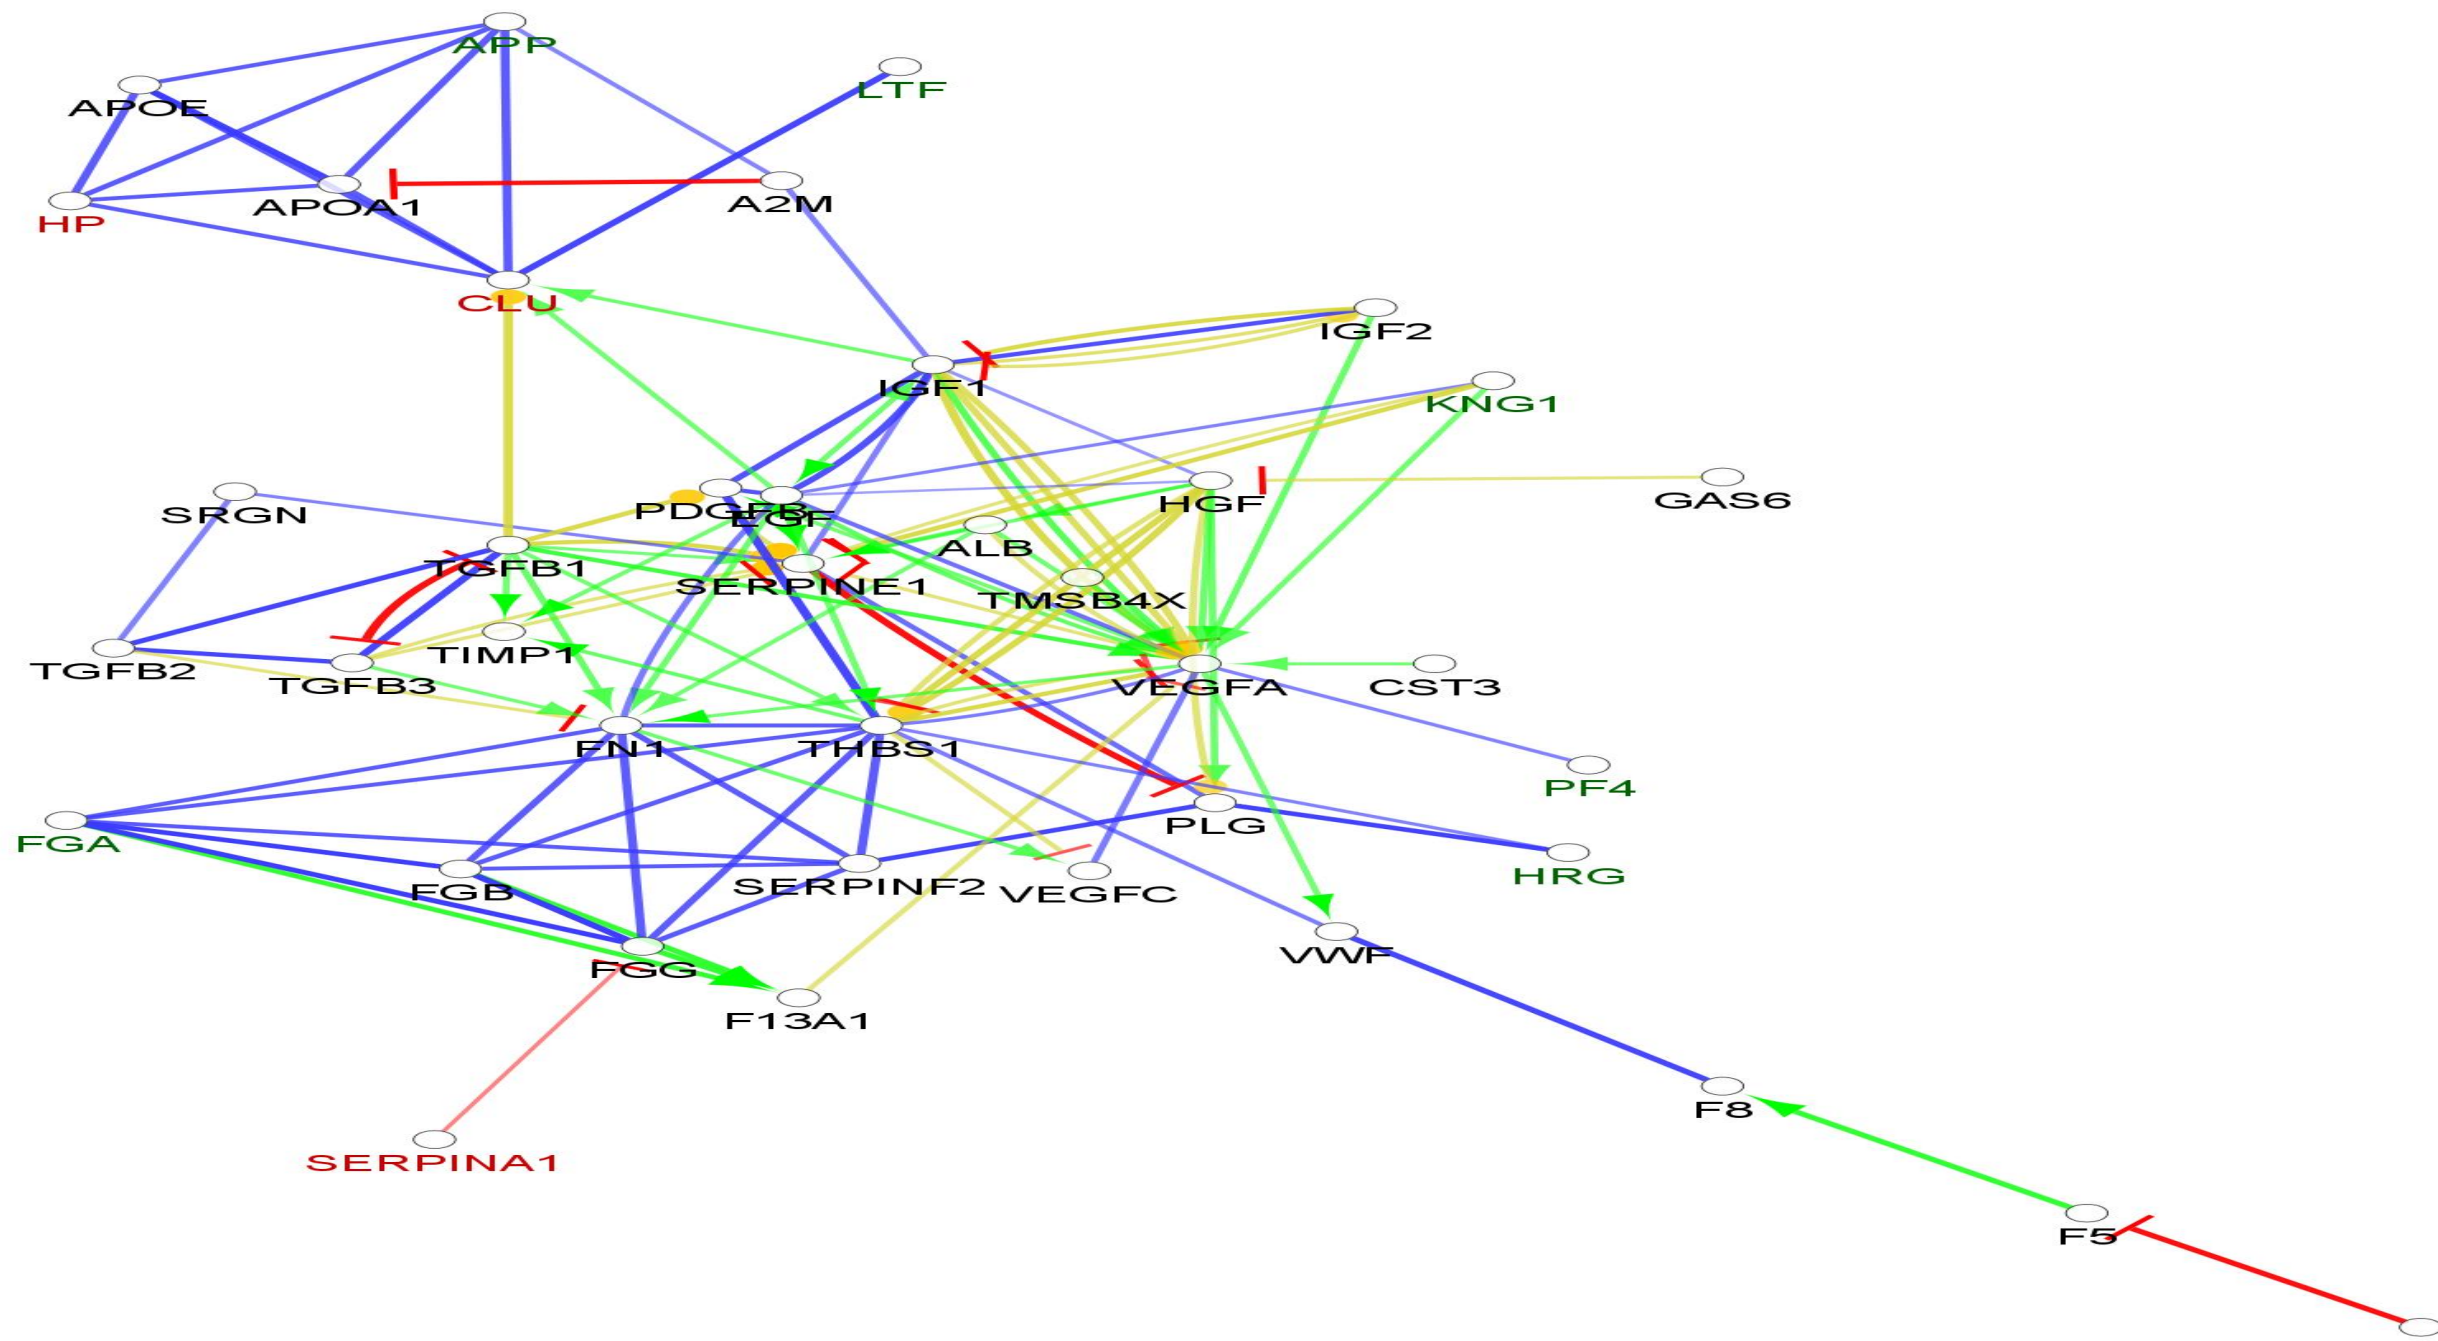 APP
LTF
APOE
APOA1
A2M
HP
CLU
IGF2
IGF1
KNG1
SRGN
PDGFB
EGF
HGF
GAS6
ALB
TGFB1
SERPINE1
TMSB4X
TIMP1
TGFB2
TGFB3
VEGFA
CST3
FN1
THBS1
PF4
FGA
PLG
FGB
SERPINF2
VEGFC
HRG
VWF
FGG
F13A1
F8
SERPINA1
F5